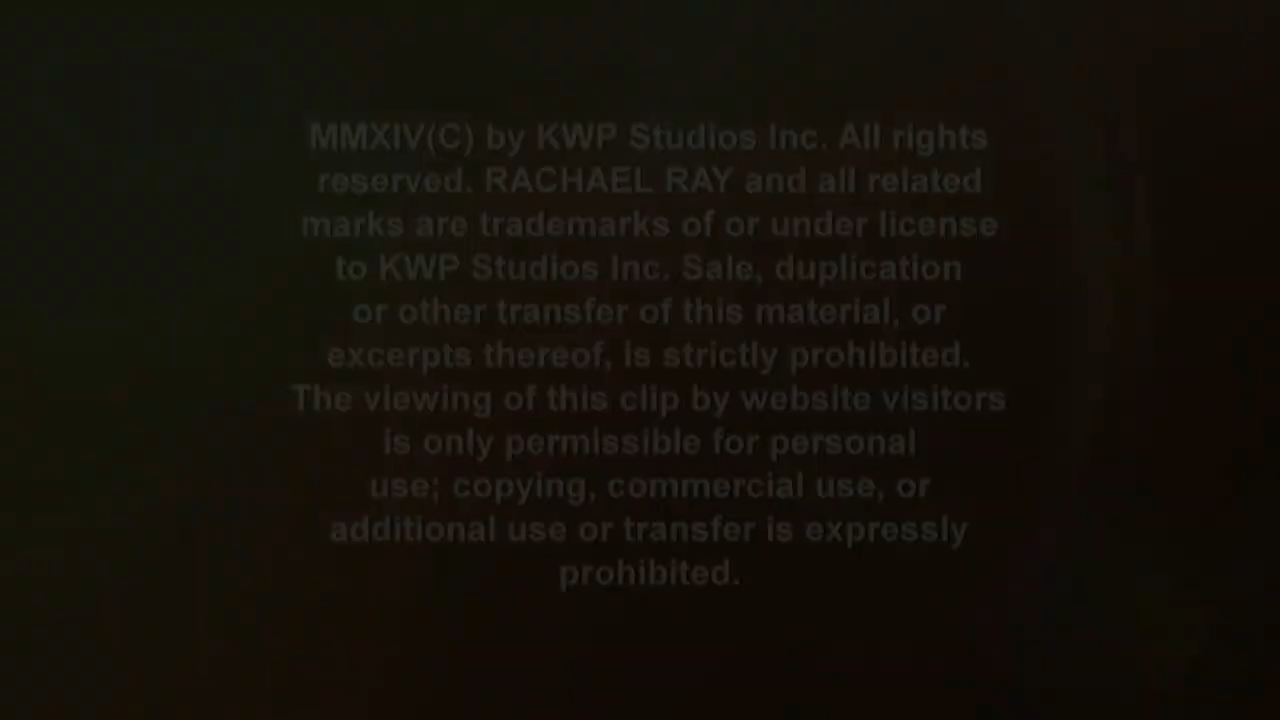 MMXIV(C) by KWP Studios Inc. All rights
reserved. RACHAEL RAY and all related
marks are trademarks of or under license
to KWP Studios Inc. Sale, duplication
or other transfer of this material, or
excerpts thereof, is strictly prohibited.
The viewing of this clip by website visitors
is only permissible for personal
use; copying, commercial use, or
additional use or transfer is expressly
prohibited.